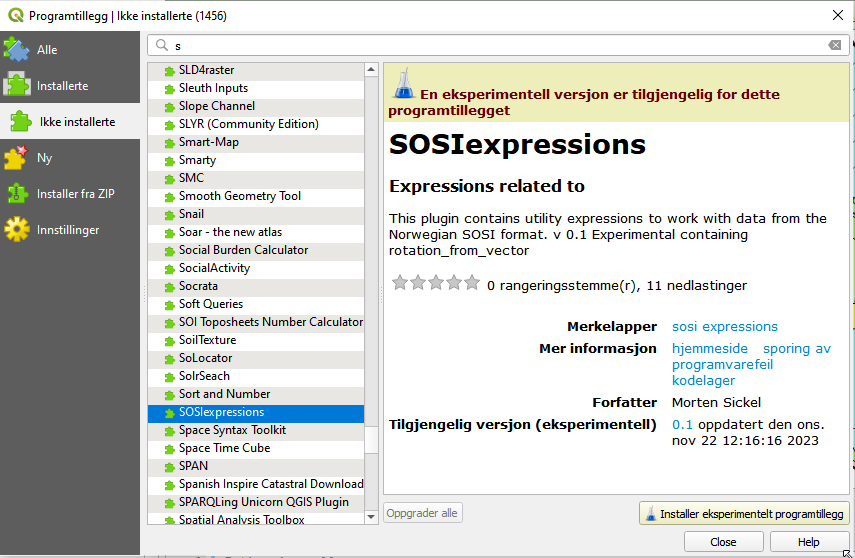 Programtillegg | Ikke installerte (1456)
Alle
Installerte
Ikke installerte
Ny
Installer fra ZIP
Innstillinger
s
SLD4raster
Sleuth Inputs
Slope Channel
SLYR (Community Edition)
Smart-Map
Smarty
SMC
Smooth Geometry Tool
Snail
Soar - the new atlas
Social Burden Calculator
SocialActivity
Socrata
Soft Queries
SOI Toposheets Number Calculator
SoilTexture
SoLocator
SolrSeach
Sort and Number
SOSIexpressions
Space Syntax Toolkit
Space Time Cube
SPAN
Spanish Inspire Catastral Download
SPARQLing Unicorn QGIS Plugin
Spatial Analysis Toolbox
En eksperimentell versjon er tilgjengelig for dette
programtillegget
SOSIexpressions
Expressions related to
This plugin contains utility expressions to work with data from the
Norwegian SOSI format. v 0.1 Experimental containing
rotation_from_vector
0 rangeringsstemme(r), 11 nedlastinger
Merkelapper sosi expressions
Mer informasjon hjemmeside sporing av
programvarefeil
kodelager
Forfatter Morten Sickel
Tilgjengelig versjon (eksperimentell) 0.1 oppdatert den ons.
nov 22 12:16:16 2023
Oppgrader alle
Installer eksperimentelt programtillegg
Close
Help